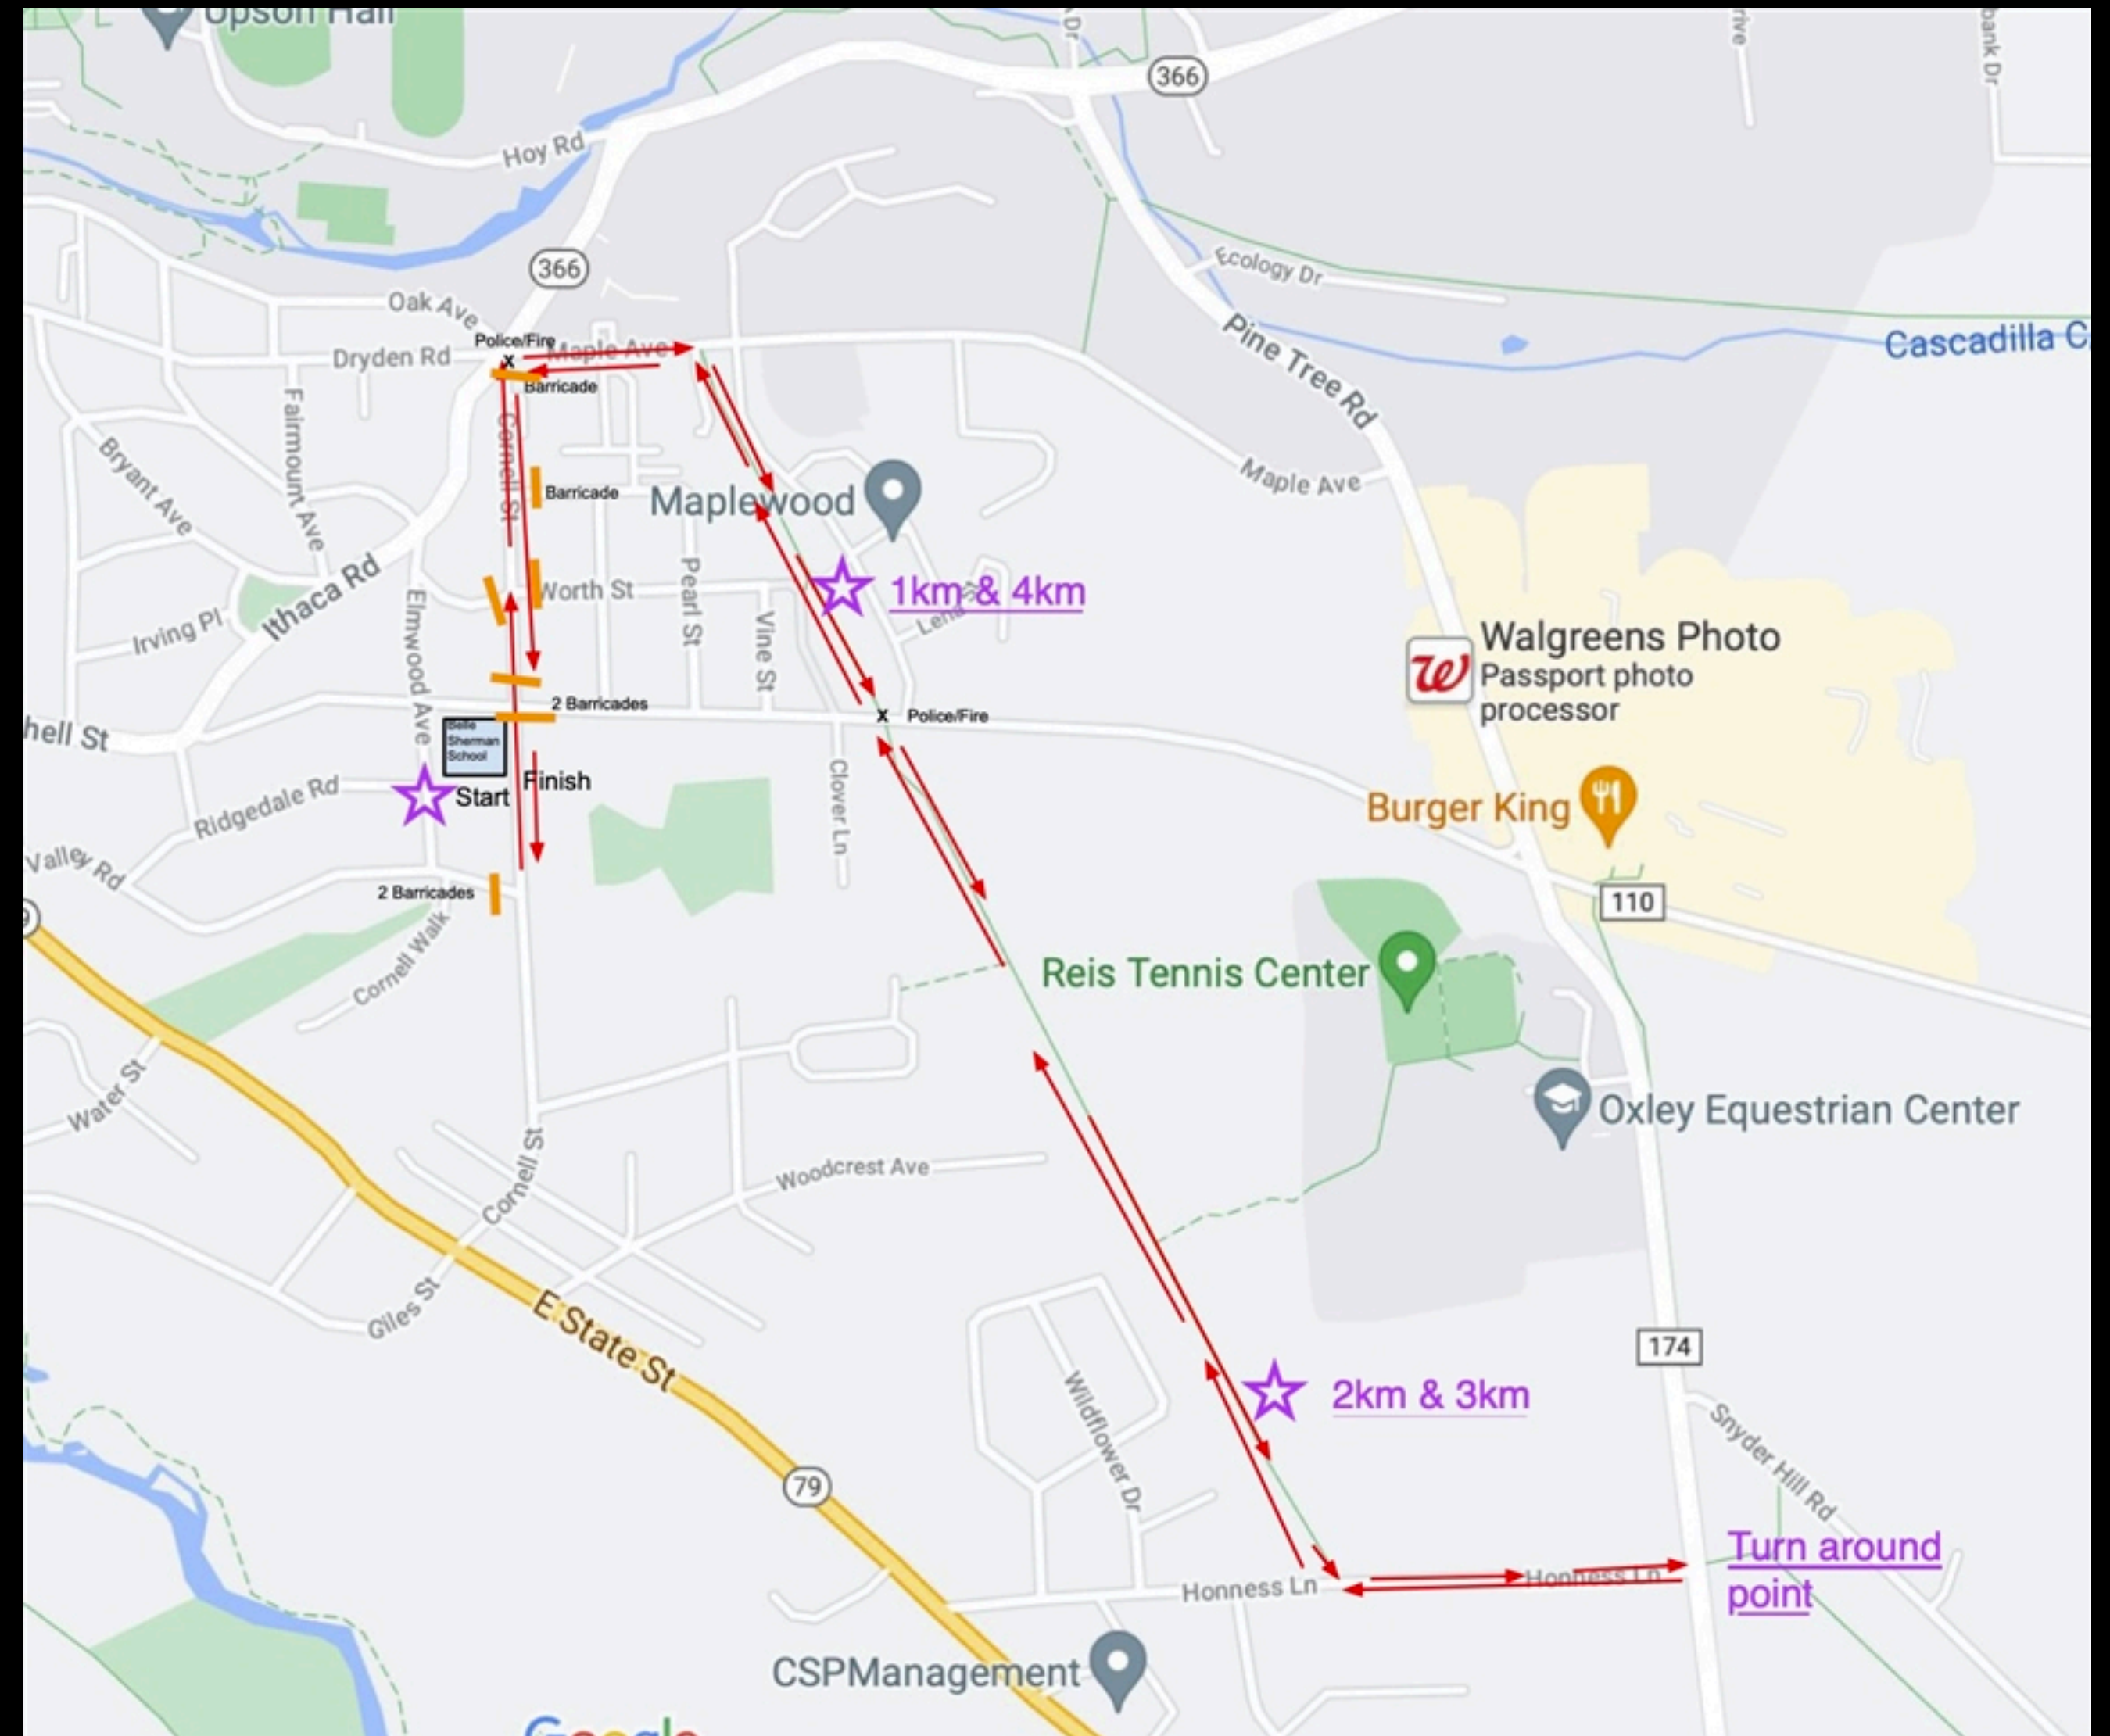 Upson Hall
Dr
366
Hoy Rd
366
Ecology Dr
Oak Ave
Police/Fire
x
Maple Ave
Dryden Rd
Barricade
Pine Tree Rd
Cascadilla C
Fairmount Ave
Cornell St
Bryant Ave
Barricade
Maplewood
Maple Ave
Worth St
1km & 4km
Pearl St
Vine St
Elmwood Ave
Irving Pl
Ithaca Rd
Walgreens Photo
Passport photo
processor
2 Barricades
x
Police/Fire
hell St
Belle
Sherman
School
Finish
Start
Ridgedale Rd
Clover Ln
Burger King
Valley Rd
2 Barricades
110
Cornell Walk
Reis Tennis Center
Water St
Oxley Equestrian Center
Cornell St
Woodcrest Ave
Giles St
E State St
174
2km & 3km
Wildflower Dr
Snyder Hill Rd
79
Turn around
point
Honness Ln
Honness Ln
CSPManagement
Google